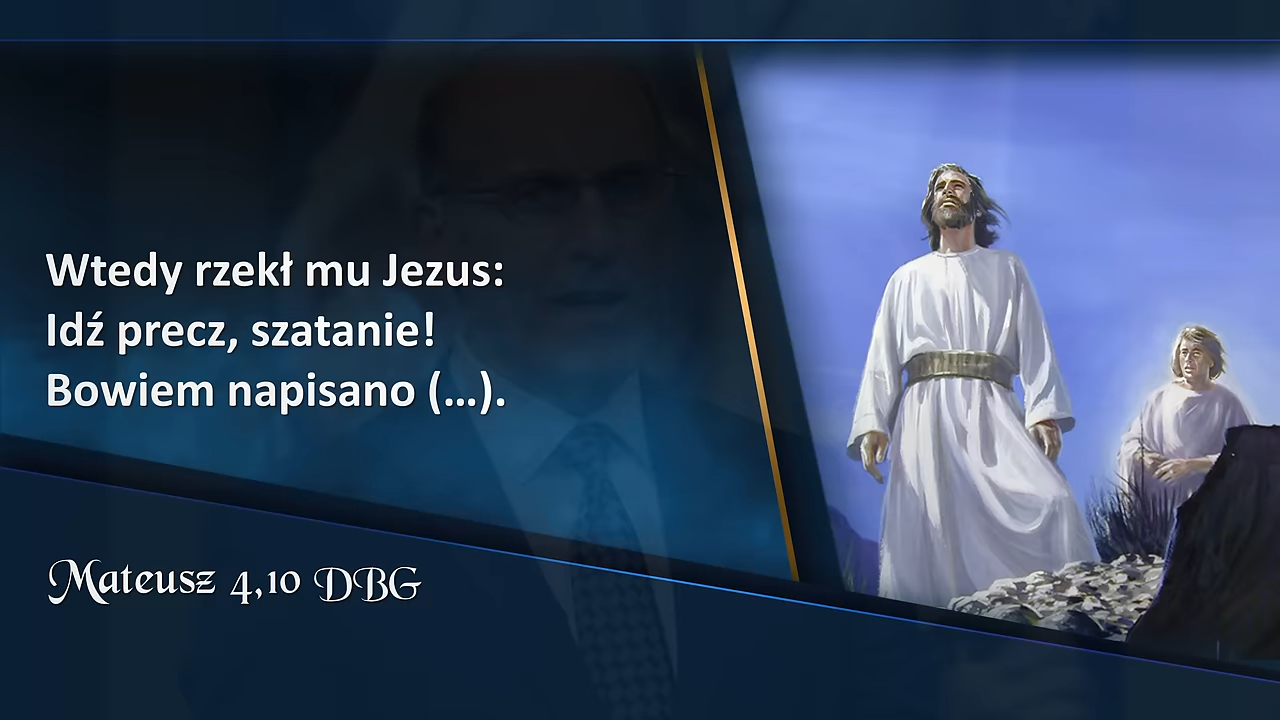 Wtedy rzekł mu Jezus:
Idź precz, szatanie!
Bowiem napisano (...).
Mateusz 4,10 DBG